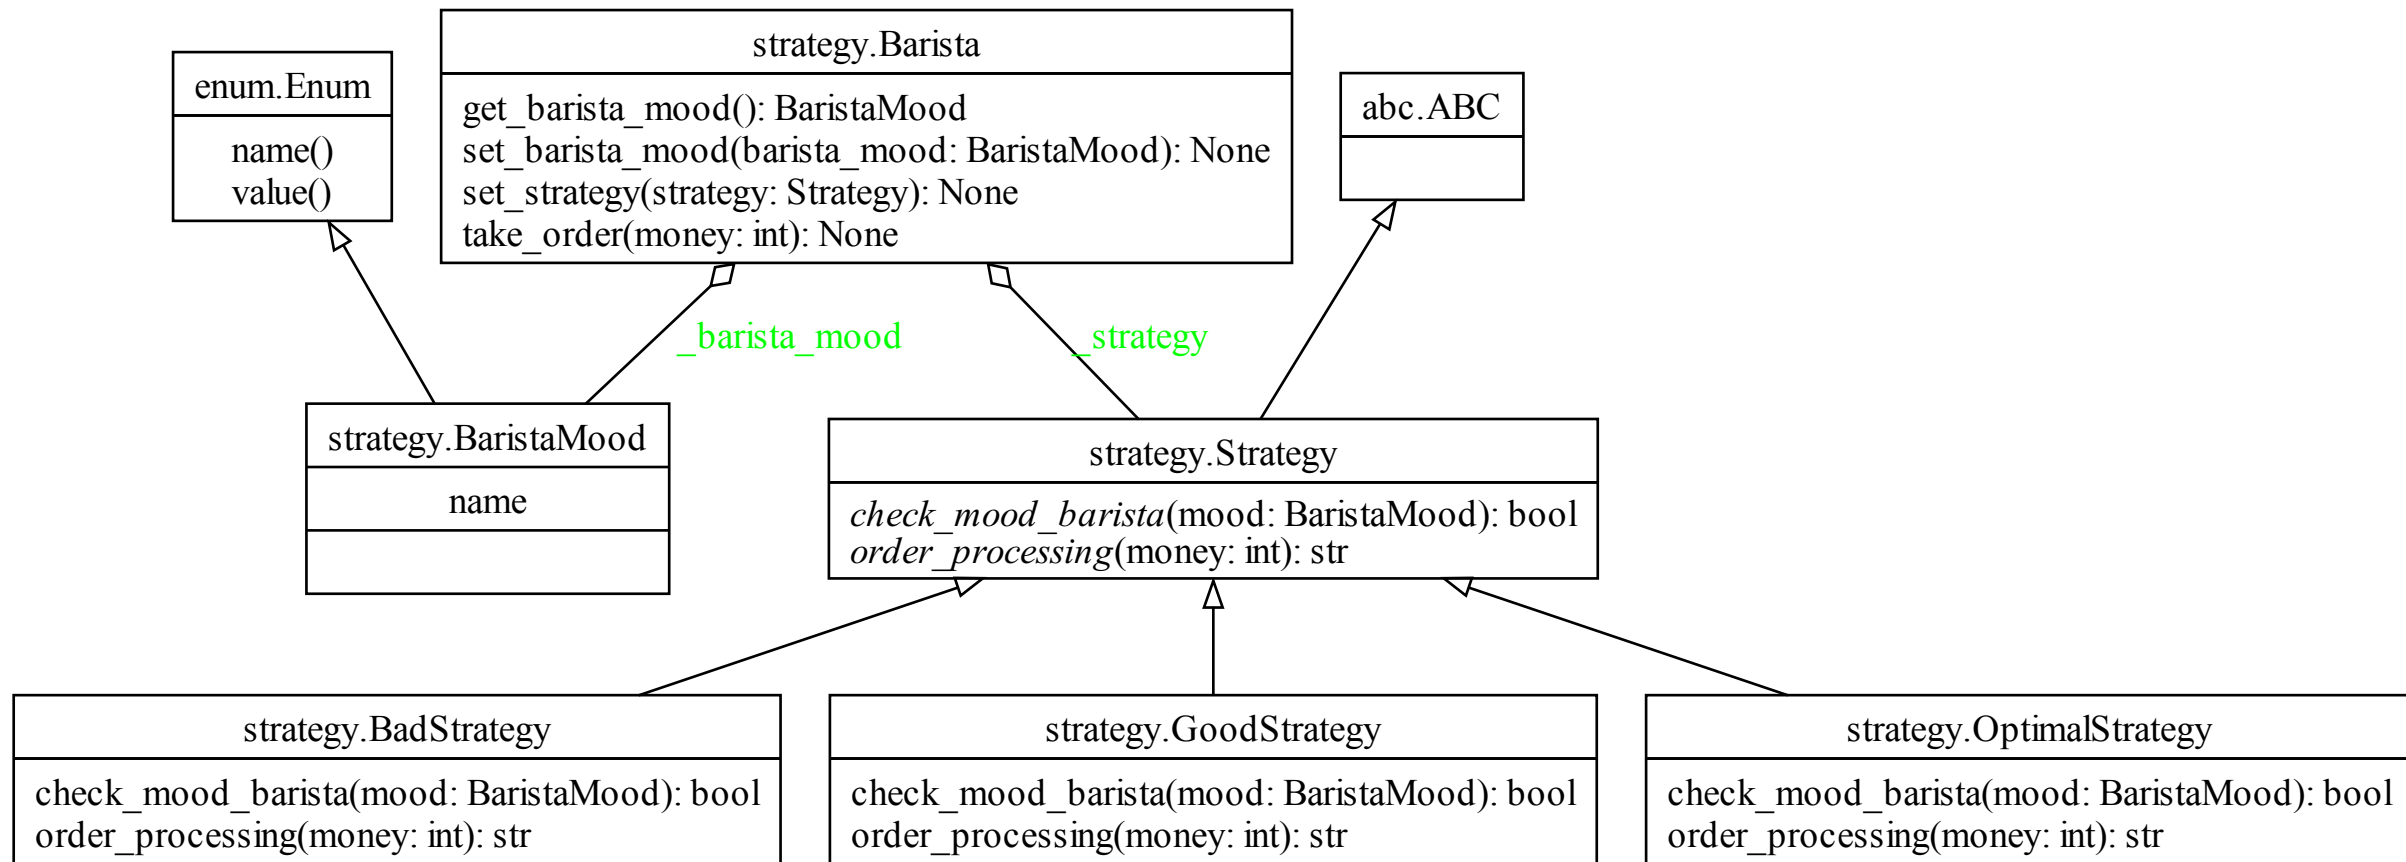 strategy.Barista
get_barista_mood(): BaristaMood
set_barista_mood(barista_mood: BaristaMood): None
set_strategy(strategy: Strategy): None
take_order(money: int): None
enum.Enum
name()
value()
abc.ABC
_barista_mood
_strategy
strategy.BaristaMood
name
strategy.Strategy
check_mood_barista(mood: BaristaMood): bool
order_processing(money: int): str
strategy.BadStrategy
check_mood_barista(mood: BaristaMood): bool
order_processing(money: int): str
strategy.GoodStrategy
check_mood_barista(mood: BaristaMood): bool
order_processing(money: int): str
strategy.OptimalStrategy
check_mood_barista(mood: BaristaMood): bool
order_processing(money: int): str